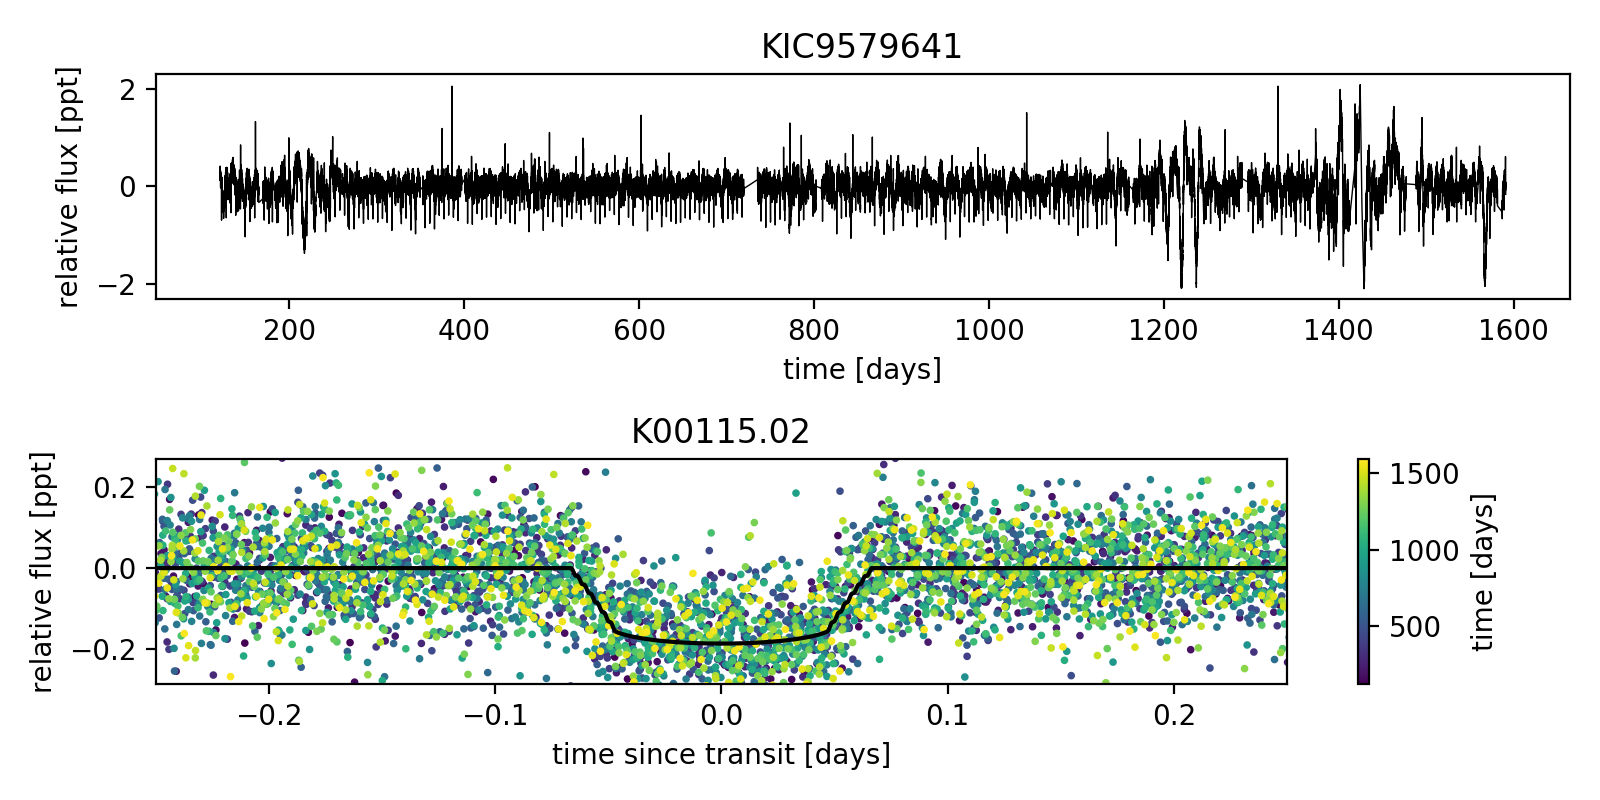 KIC9579641
relative flux [ppt]
2
0
−2
200 400 600 800 1000 1200 1400 1600
time [days]
K00115.02
relative flux [ppt]
0.2
0.0
−0.2
−0.2 −0.1 0.0 0.1 0.2
time since transit [days]
1500
1000
500
time [days]